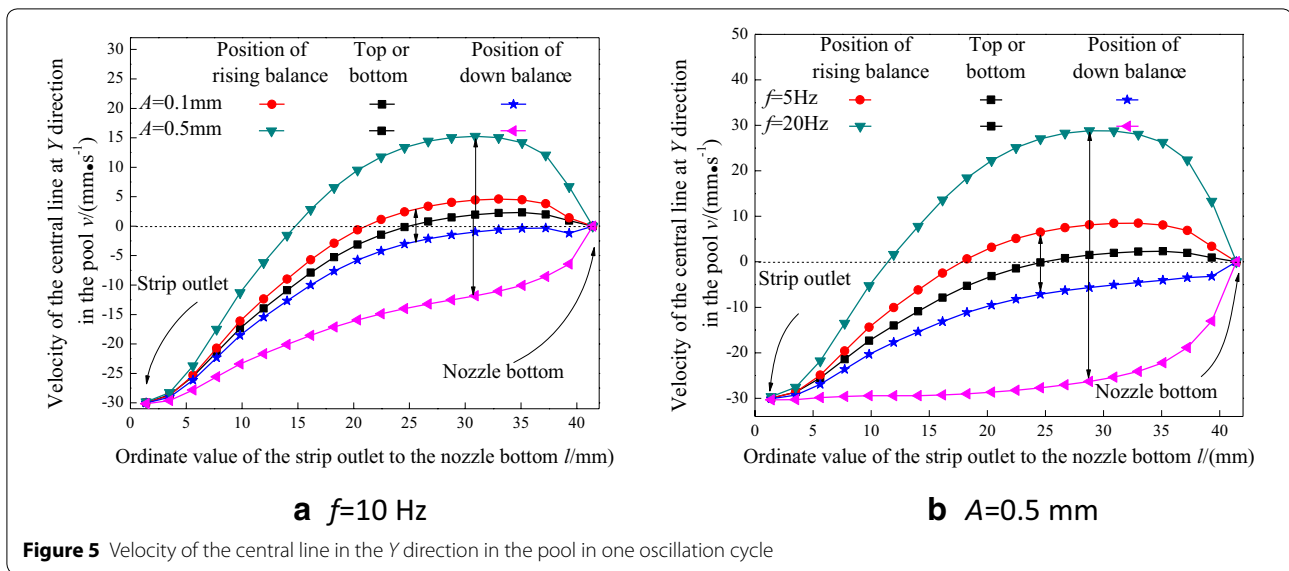 Position of Top or Position of
rising balance bottom down balance
A=0.1mm
A=0.5mm
30
25
20
15
10
5
0
-5
-10
-15
-20
-25
-30
Velocity of the central line at Y direction
in the pool v/(mm•s-1)
Strip outlet
Nozzle bottom
0 5 10 15 20 25 30 35 40
Ordinate value of the strip outlet to the nozzle bottom l/mm)
a f=10 Hz
Position of Top or Position of
rising balance bottom down balance
f=5Hz
f=20Hz
50
40
30
20
10
0
-10
-20
-30
Velocity of the central line at Y direction
in the pool v/(mm•s-1)
Strip outlet
Nozzle bottom
0 5 10 15 20 25 30 35 40
Ordinate value of the strip outlet to the nozzle bottom l/(mm)
b A=0.5 mm
Figure 5 Velocity of the central line in the Y direction in the pool in one oscillation cycle